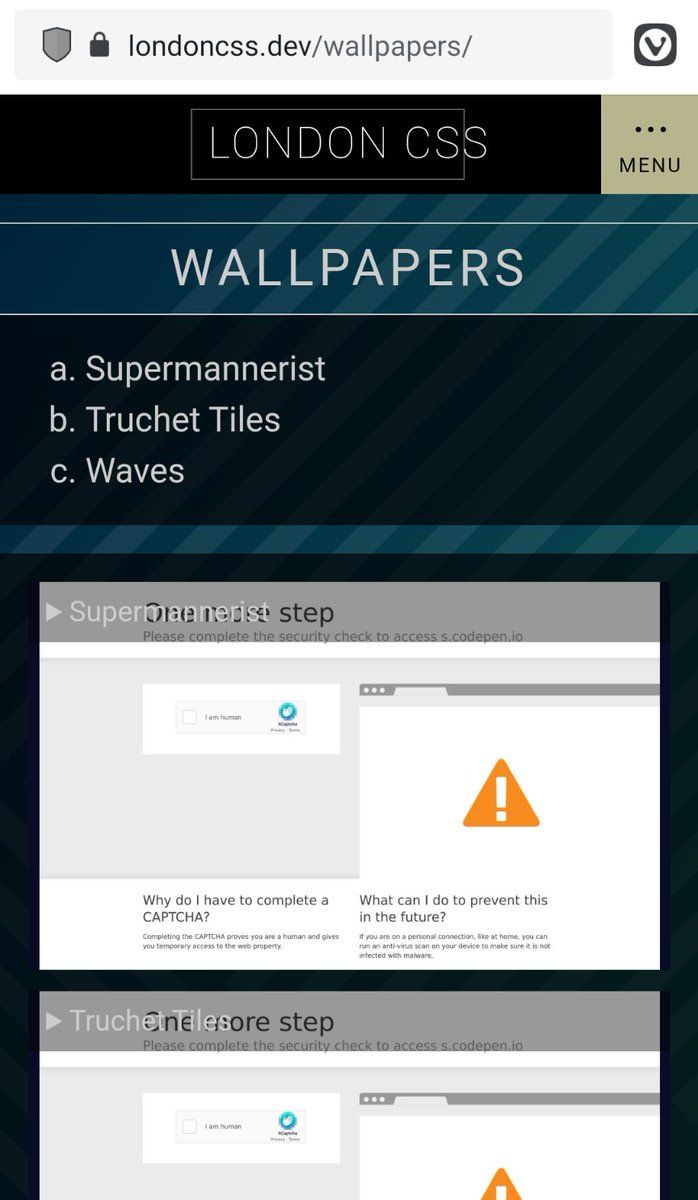 londoncss.dev/wallpapers/
LONDON CSS
MENU
WALLPAPERS
a. Supermannerist
b. Truchet Tiles
c. Waves
Supermannerist
One more step
Please complete the security check to access s.codepen.io
I am human
hCaptcha
Privacy - Terms
Why do I have to complete a
CAPTCHA?
Completing the CAPTCHA proves you are a human and gives
you temporary access to the web property.
What can I do to prevent this
in the future?
If you are on a personal connection, like at home, you can
run an anti-virus scan on your device to make sure it is not
infected with malware.
Truchet Tiles
One more step
Please complete the security check to access s.codepen.io
I am human
hCaptcha
Privacy - Terms